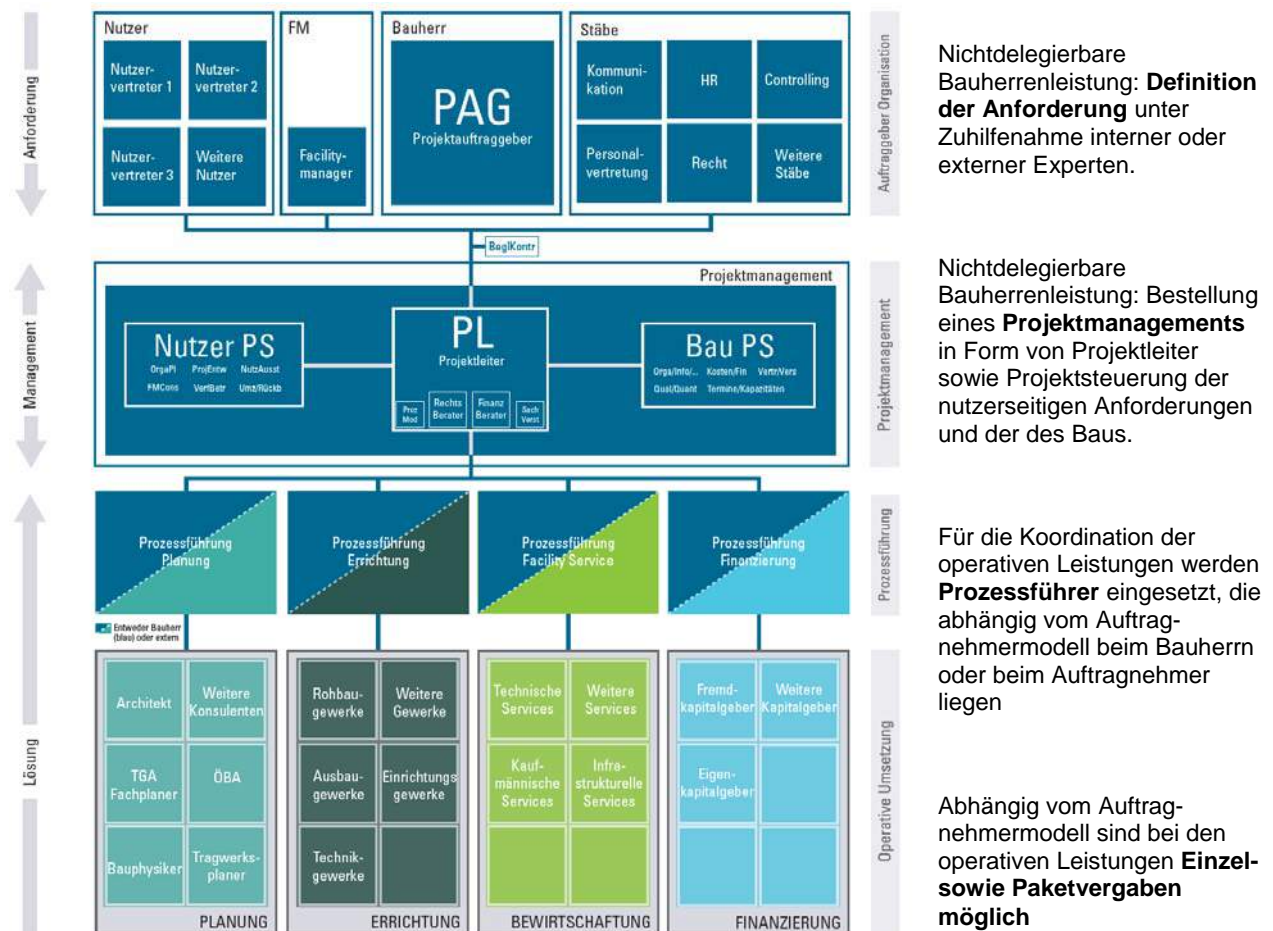 Nutzer
Nutzer-
vertreter 1
Nutzer-
vertreter 2
Nutzer-
vertreter 3
Weitere
Nutzer
FM
Facility-
manager
Bauherr
PAG
Projektauftraggeber
Stäbe
Kommuni-
kation
HR
Controlling
Personal-
vertretung
Recht
Weitere
Stäbe
Anforderung
Auftraggeber Organisation
Nichtdelegierbare
Bauherrenleistung: Definition
der Anforderung unter
Zuhilfenahme interner oder
externer Experten.
BeglKontr
Management
Projektmanagement
Nutzer PS
OrgaPl ProjEntw NutzAusst
FMCons VerfBetr Umz/Rückb
PL
Projektleiter
Proz
Mod
Rechts
Berater
Finanz
Berater
Sach
Verst
Bau PS
Orga/Info/... Kosten/Fin Vertr/Vers
Qual/Quant Termine/Kapazitäten
Projektmanagement
Nichtdelegierbare
Bauherrenleistung: Bestellung
eines Projektmanagements
in Form von Projektleiter
sowie Projektsteuerung der
nutzerseitigen Anforderungen
und der des Baus.
Lösung
Prozessführung
Planung
Prozessführung
Errichtung
Prozessführung
Facility Service
Prozessführung
Finanzierung
Prozessführung
Entweder Bauherr
(blau) oder extern
Für die Koordination der
operativen Leistungen werden
Prozessführer eingesetzt, die
abhängig vom Auftrag-
nehmermodell beim Bauherrn
oder beim Auftragnehmer
liegen
Architekt
Weitere
Konsulenten
TGA
Fachplaner
ÖBA
Bauphysiker
Tragwerks-
planer
PLANUNG
Rohbau-
gewerke
Weitere
Gewerke
Ausbau-
gewerke
Einrichtungs
gewerke
Technik-
gewerke
ERRICHTUNG
Technische
Services
Weitere
Services
Kauf-
männische
Services
Infra-
strukturelle
Services
BEWIRTSCHAFTUNG
Fremd-
kapitalgeber
Weitere
Kapitalgeber
Eigen-
kapitalgeber
FINANZIERUNG
Operative Umsetzung
Abhängig vom Auftrag-
nehmermodell sind bei den
operativen Leistungen Einzel-
sowie Paketvergaben
möglich